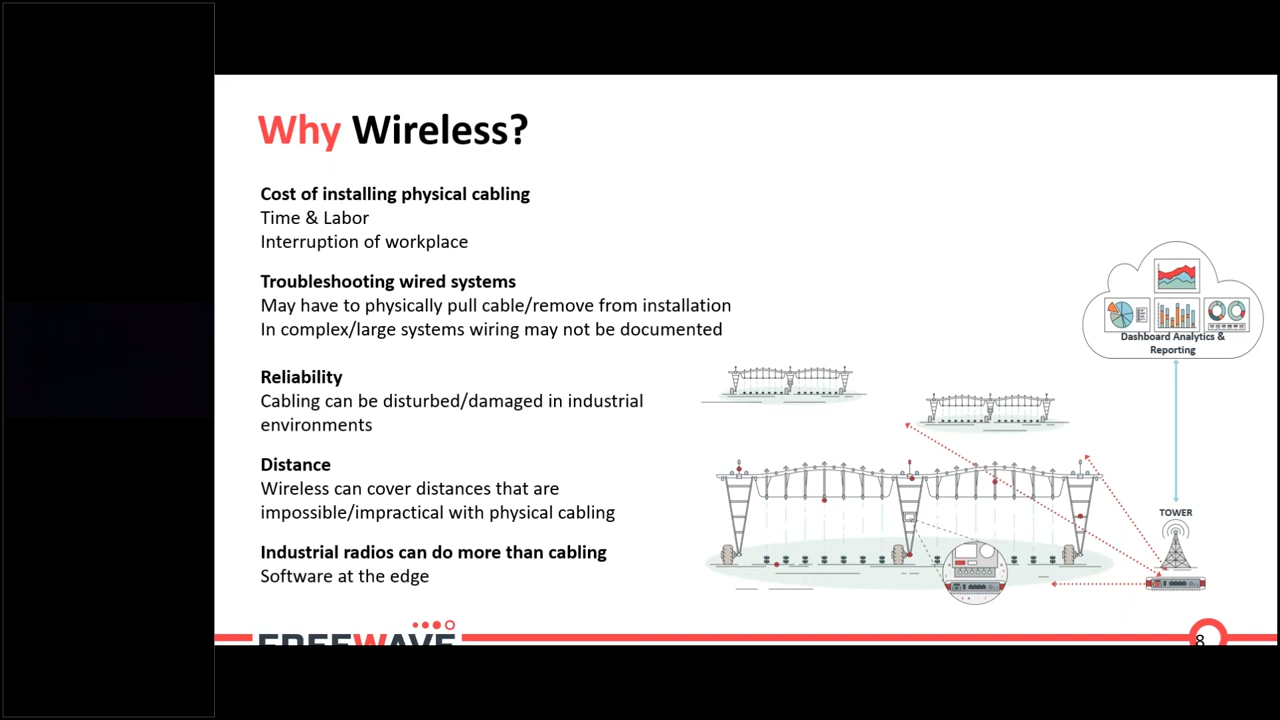 Why Wireless?
Cost of installing physical cabling
Time & Labor
Interruption of workplace
Troubleshooting wired systems
May have to physically pull cable/remove from installation
In complex/large systems wiring may not be documented
Reliability
Cabling can be disturbed/damaged in industrial
environments
Distance
Wireless can cover distances that are
impossible/impractical with physical cabling
Industrial radios can do more than cabling
Software at the edge
Dashboard Analytics &
Reporting
TOWER
FREEWAVE
8